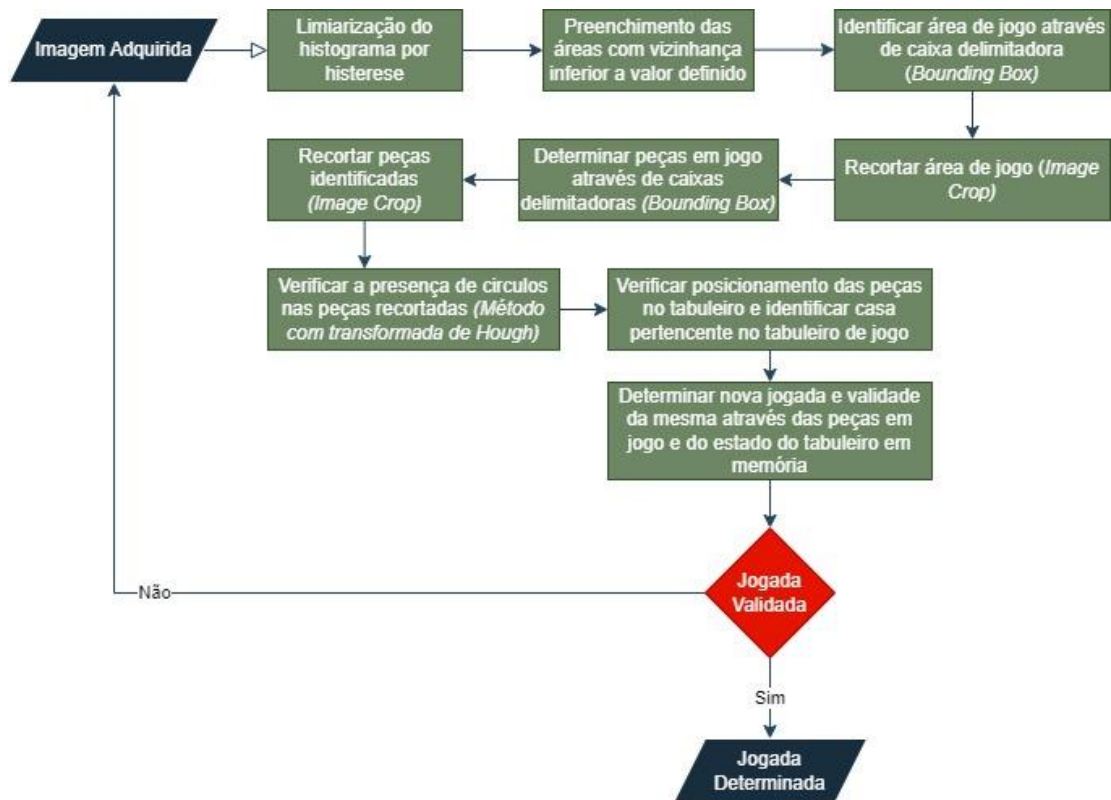 Imagem Adquirida
Limiarização do
histograma por
histerese
Preenchimento das
áreas com vizinhança
inferior a valor definido
Identificar área de jogo através
de caixa delimitadora
(Bounding Box)
Recortar área de jogo (Image
Crop)
Determinar peças em jogo
através de caixas
delimitadoras (Bounding Box)
Recortar peças
identificadas
(Image Crop)
Verificar a presença de circulos
nas peças recortadas (Método
com transformada de Hough)
Verificar posicionamento das peças
no tabuleiro e identificar casa
pertencente no tabuleiro de jogo
Determinar nova jogada e validade
da mesma através das peças em
jogo e do estado do tabuleiro em
memória
Jogada
Validada
Não
Sim
Jogada
Determinada